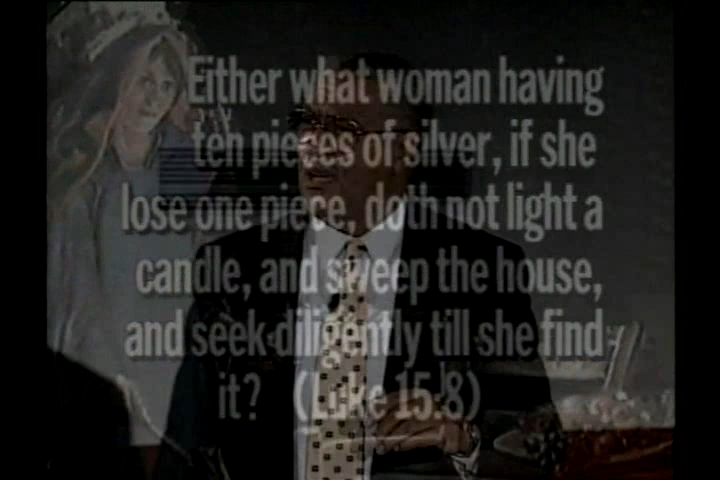 Either what woman having
ten pieces of silver, if she
lose one piece, doth not light a
candle, and sweep the house,
and seek diligently till she find
it? (Luke 15:8)